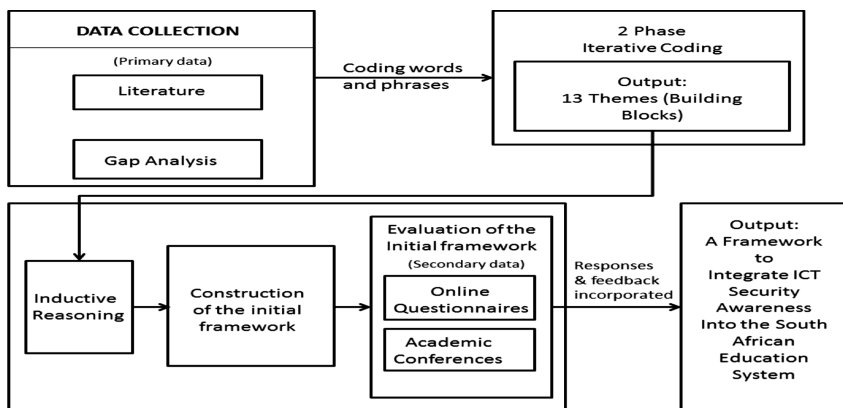 DATA COLLECTION
(Primary data)
Literature
Gap Analysis
Coding words
and phrases
2 Phase
Iterative Coding
Output:
13 Themes (Building
Blocks)
Inductive
Reasoning
Construction
of the initial
framework
Evaluation of the
Initial framework
(Secondary data)
Online
Questionnaires
Academic
Conferences
Responses
& feedback
incorporated
Output:
A Framework
to
Integrate ICT
Security
Awareness
Into the South
African
Education
System